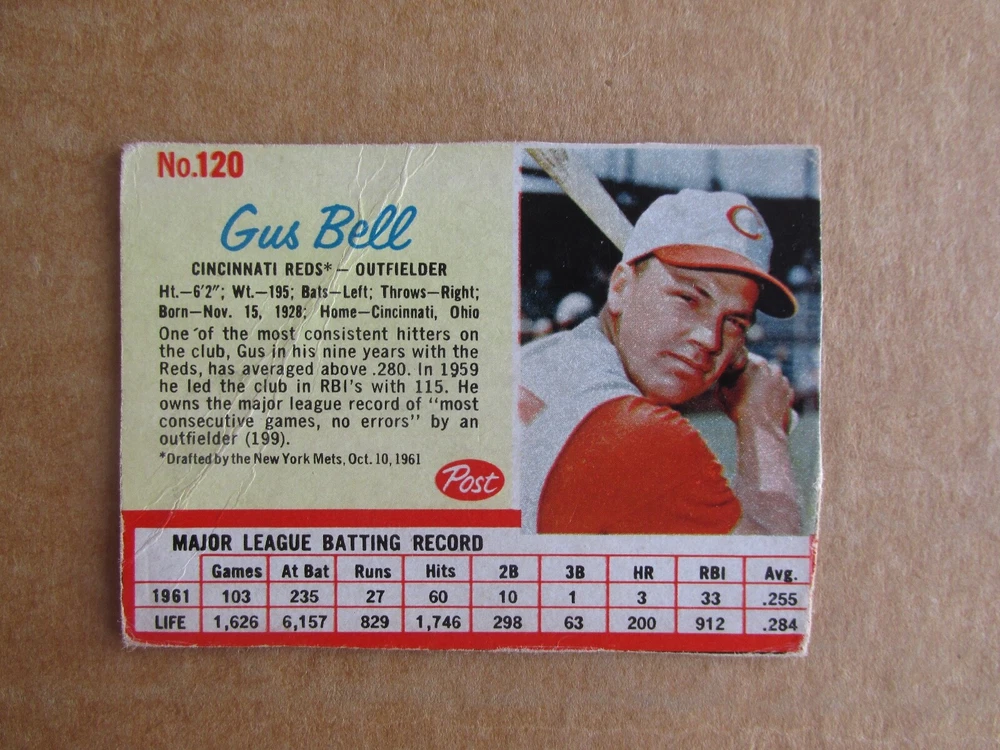 No.120
Gus Bell
CINCINNATI REDS* — OUTFIELDER
Ht.—6'2"; Wt.—195; Bats—Left; Throws—Right;
Born—Nov. 15, 1928; Home—Cincinnati, Ohio
One of the most consistent hitters on
the club, Gus in his nine years with the
Reds, has averaged above .280. In 1959
he led the club in RBI's with 115. He
owns the major league record of "most
consecutive games, no errors" by an
outfielder (199).
*Drafted by the New York Mets, Oct. 10, 1961
Post
C
MAJOR LEAGUE BATTING RECORD
Games At Bat Runs Hits 2B 3B HR RBI Avg.
1961 103 235 27 60 10 1 3 33 .255
LIFE 1,626 6,157 829 1,746 298 63 200 912 .284